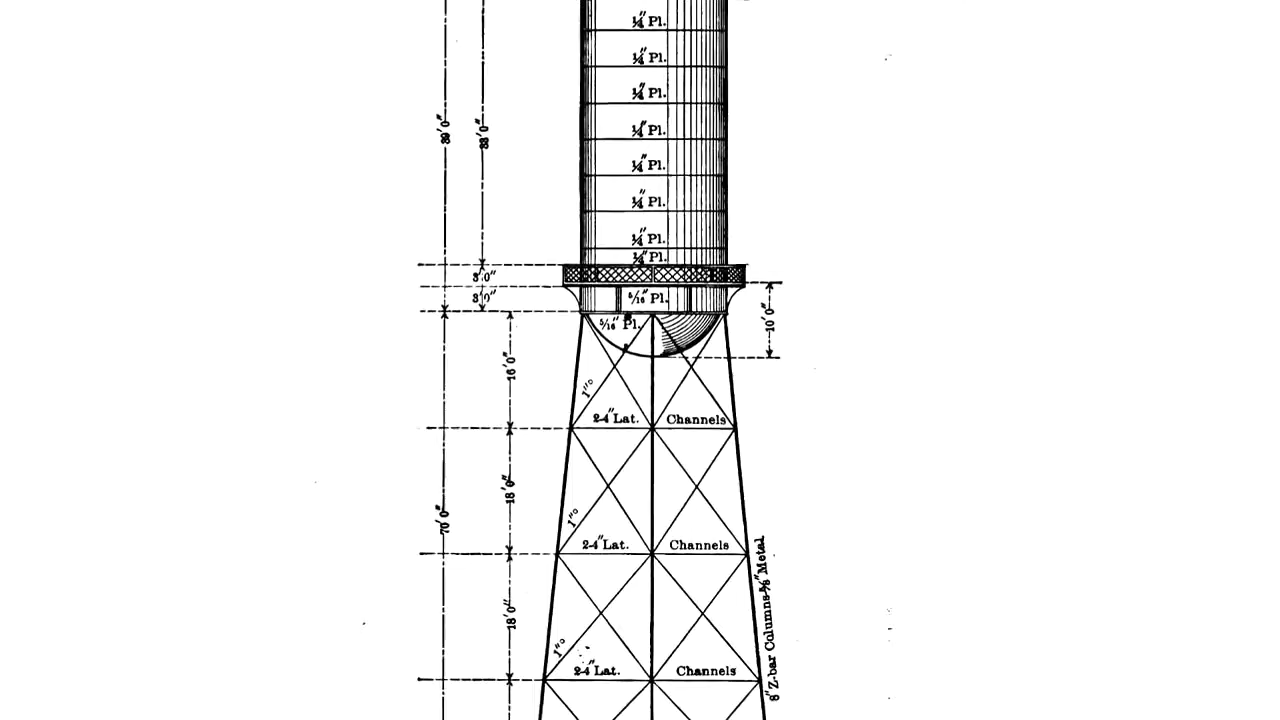 ¼" Pl.
¼" Pl.
¼" Pl.
¼" Pl.
¼" Pl.
¼" Pl.
¼" Pl.
¼" Pl.
89'0"
83'0"
3'0"
3'0"
5/16" Pl.
5/16" Pl.
10'0"
16'0"
1"○
2-4" Lat. Channels
18'0"
70'0"
1"○
2-4" Lat. Channels
8" Z-bar Columns-⅝" Metal
18'0"
1"○
2-4" Lat. Channels